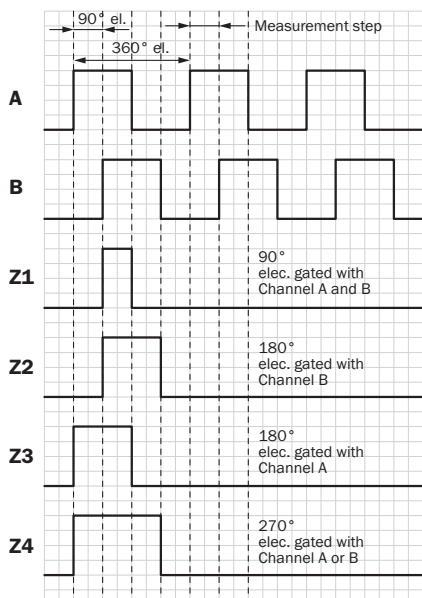 90° el.
Measurement step
360° el.
A
B
Z1
90°
elec. gated with
Channel A and B
Z2
180°
elec. gated with
Channel B
Z3
180°
elec. gated with
Channel A
Z4
270°
elec. gated with
Channel A or B